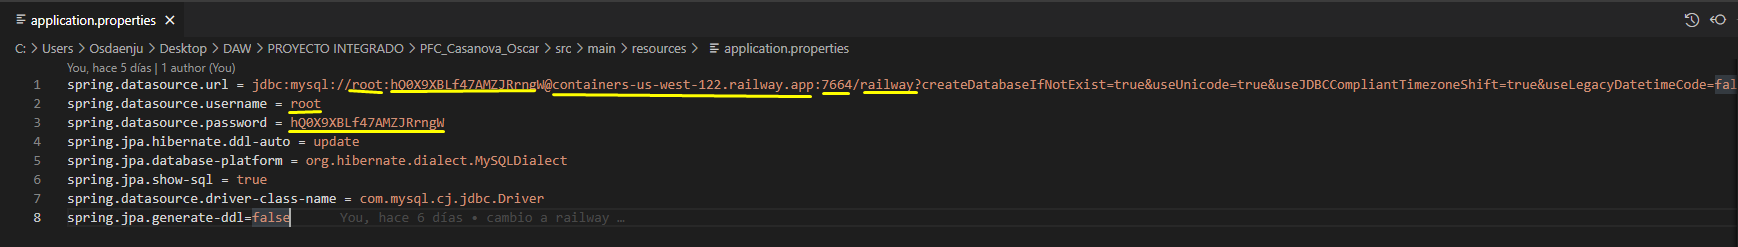 application.properties
C: > Users > Osdaenju > Desktop > DAW > PROYECTO INTEGRADO > PFC_Casanova_Oscar > src > main > resources > application.properties
You, hace 5 días | 1 author (You)
1 spring.datasource.url = jdbc:mysql://root:hQ0X9XBLf47AMZJRrngW@containers-us-west-122.railway.app:7664/railway?createDatabaseIfNotExist=true&useUnicode=true&useJDBCCompliantTimezoneShift=true&useLegacyDatetimeCode=fal
2 spring.datasource.username = root
3 spring.datasource.password = hQ0X9XBLf47AMZJRrngW
4 spring.jpa.hibernate.ddl-auto = update
5 spring.jpa.database-platform = org.hibernate.dialect.MySQLDialect
6 spring.jpa.show-sql = true
7 spring.datasource.driver-class-name = com.mysql.cj.jdbc.Driver
8 spring.jpa.generate-ddl=false You, hace 6 días • cambio a railway …